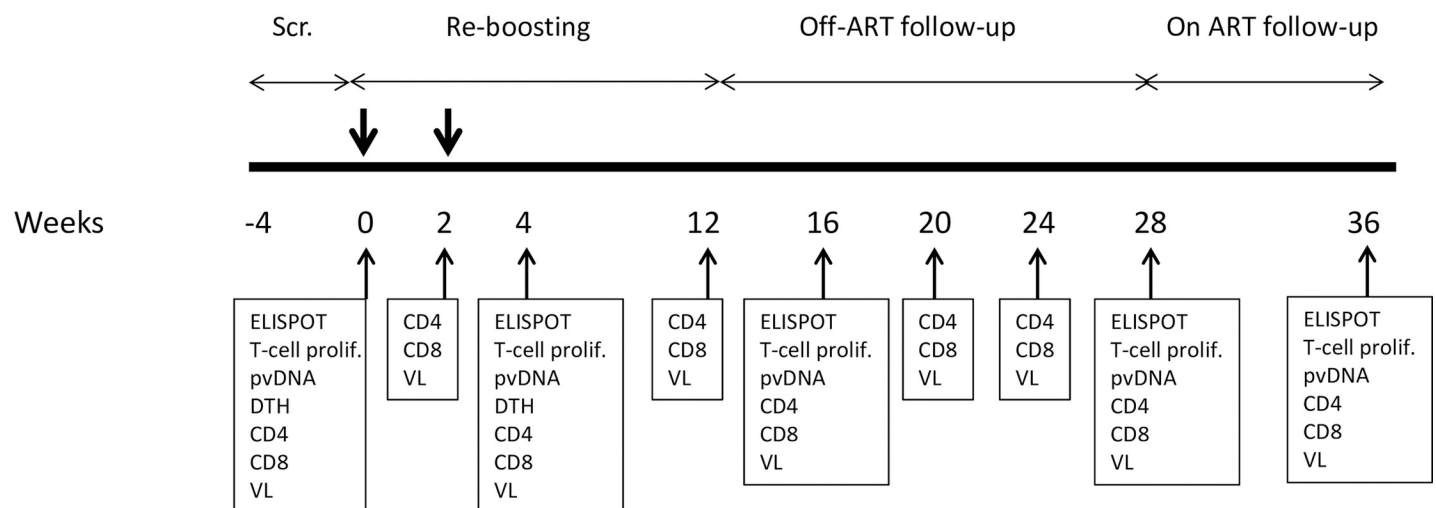 Scr. Re-boosting Off-ART follow-up On ART follow-up
Weeks -4 0 2 4 12 16 20 24 28 36
ELISPOT
T-cell prolif.
pvDNA
DTH
CD4
CD8
VL
CD4
CD8
VL
ELISPOT
T-cell prolif.
pvDNA
DTH
CD4
CD8
VL
CD4
CD8
VL
ELISPOT
T-cell prolif.
pvDNA
CD4
CD8
VL
CD4
CD8
VL
CD4
CD8
VL
ELISPOT
T-cell prolif.
pvDNA
CD4
CD8
VL
ELISPOT
T-cell prolif.
pvDNA
CD4
CD8
VL